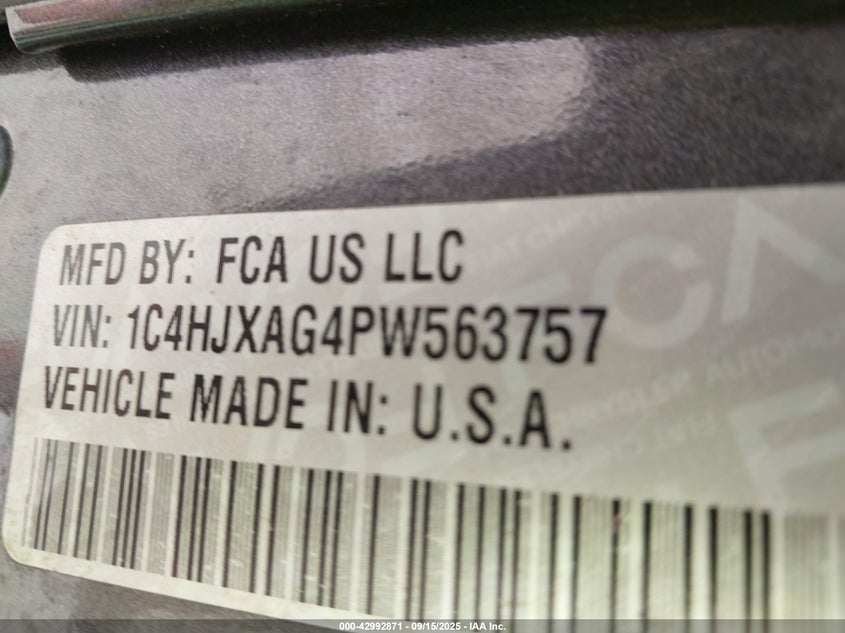 MFD BY: FCA US LLC
VIN: 1C4HJXAG4PW563757
VEHICLE MADE IN: U.S.A.
000-42992871 - 09/15/2025 - IAA Inc.